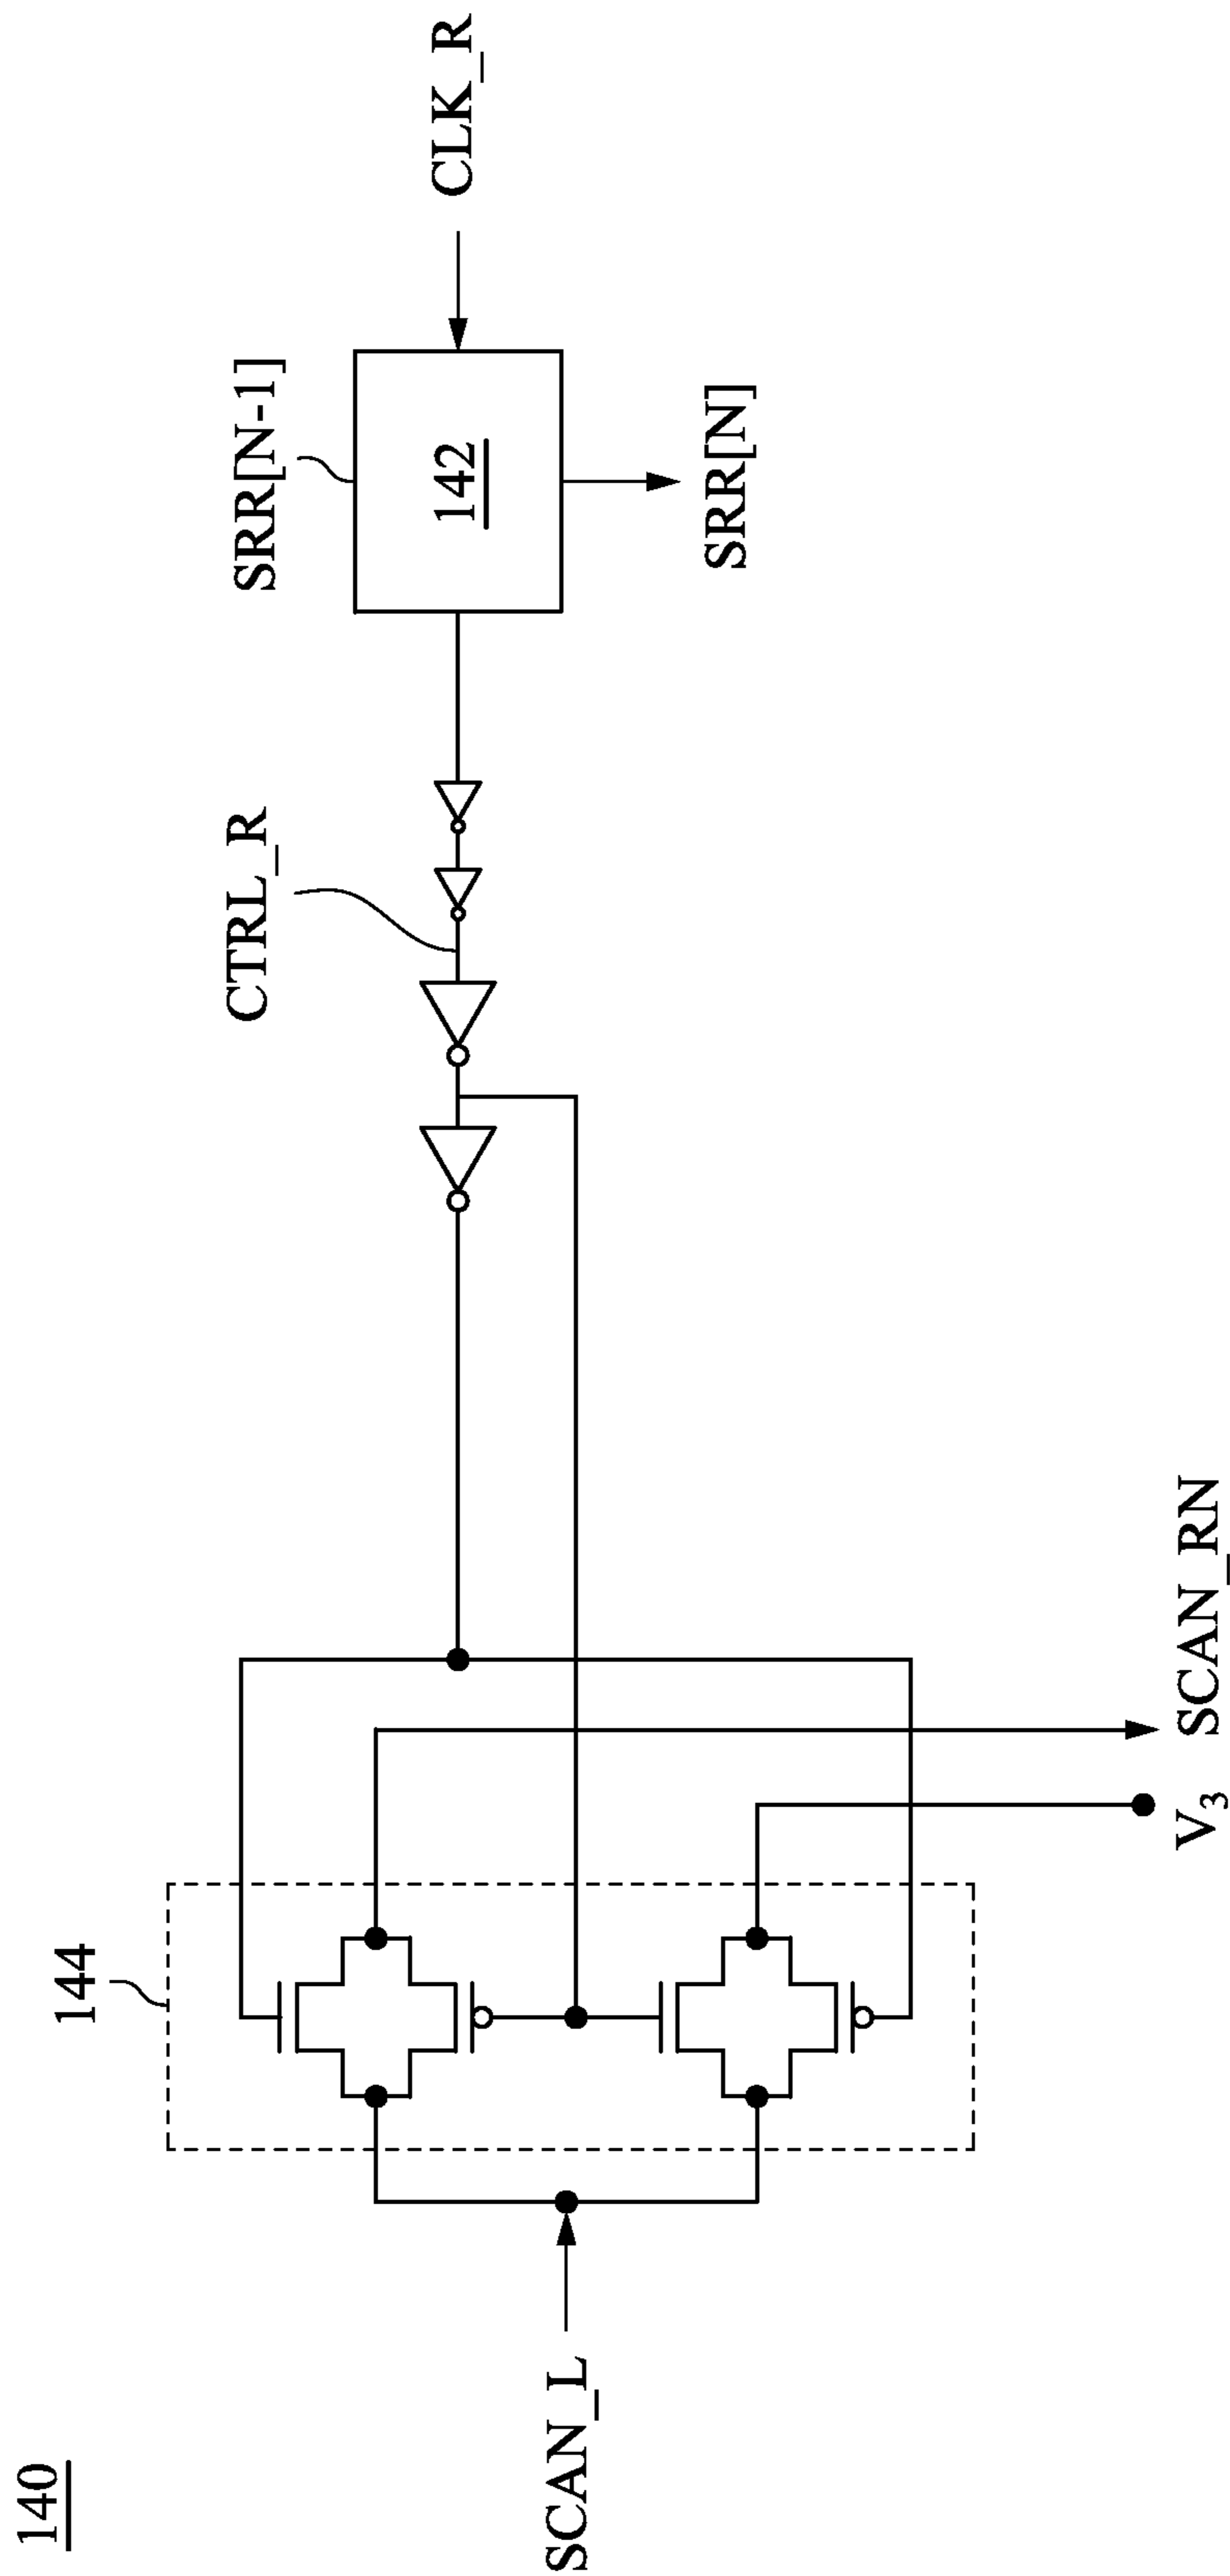 140
SCAN_L
144
V3
SCAN_RN
CTRL_R
SRR[N-1]
142
SRR[N]
CLK_R